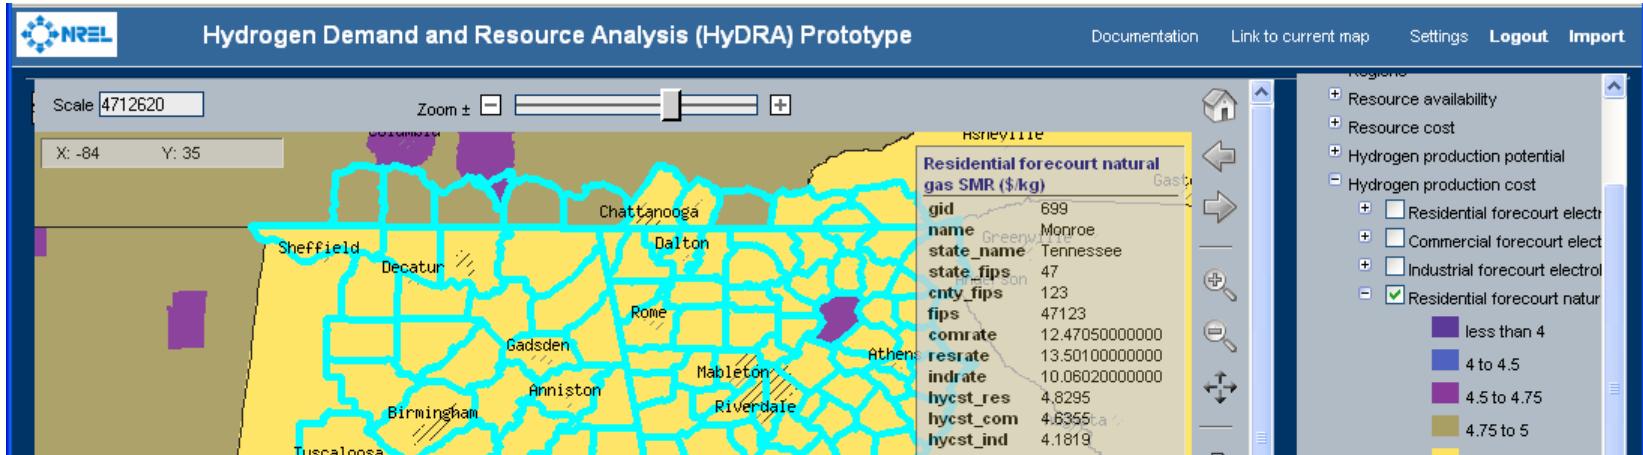 NREL
Hydrogen Demand and Resource Analysis (HyDRA) Prototype
Documentation Link to current map Settings Logout Import
Scale 4712620
Zoom ±
X: -84 Y: 35
Columbia
Asheville
Chattanooga
Sheffield
Dalton
Decatur
Rome
Gadsden
Athens
Mableton
Anniston
Riverdale
Birmingham
Tuscaloosa
Greenville
Anderson
Residential forecourt natural
gas SMR ($/kg)
gid 699
name Monroe
state_name Tennessee
state_fips 47
cnty_fips 123
fips 47123
comrate 12.47050000000
resrate 13.50100000000
indrate 10.06020000000
hycst_res 4.8295
hycst_com 4.6355
hycst_ind 4.1819
Regions
Resource availability
Resource cost
Hydrogen production potential
Hydrogen production cost
Residential forecourt electr
Commercial forecourt elect
Industrial forecourt electrol
Residential forecourt natur
less than 4
4 to 4.5
4.5 to 4.75
4.75 to 5